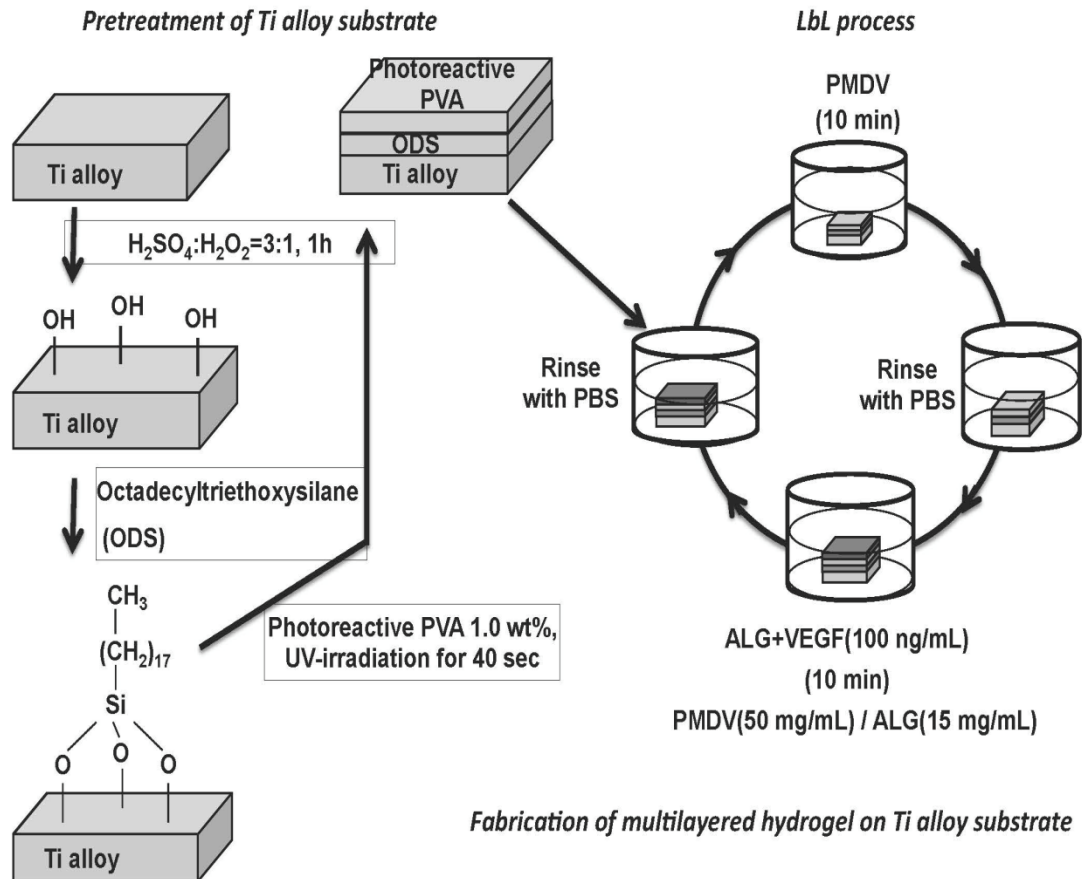 Pretreatment of Ti alloy substrate
Ti alloy
H₂SO₄:H₂O₂=3:1, 1h
OH
OH
OH
Ti alloy
Octadecyltriethoxysilane
(ODS)
CH₃
(CH₂)₁₇
Si
O
O
O
Ti alloy
Photoreactive PVA 1.0 wt%,
UV-irradiation for 40 sec
Photoreactive
PVA
ODS
Ti alloy
LbL process
PMDV
(10 min)
Rinse
with PBS
Rinse
with PBS
ALG+VEGF(100 ng/mL)
(10 min)
PMDV(50 mg/mL) / ALG(15 mg/mL)
Fabrication of multilayered hydrogel on Ti alloy substrate